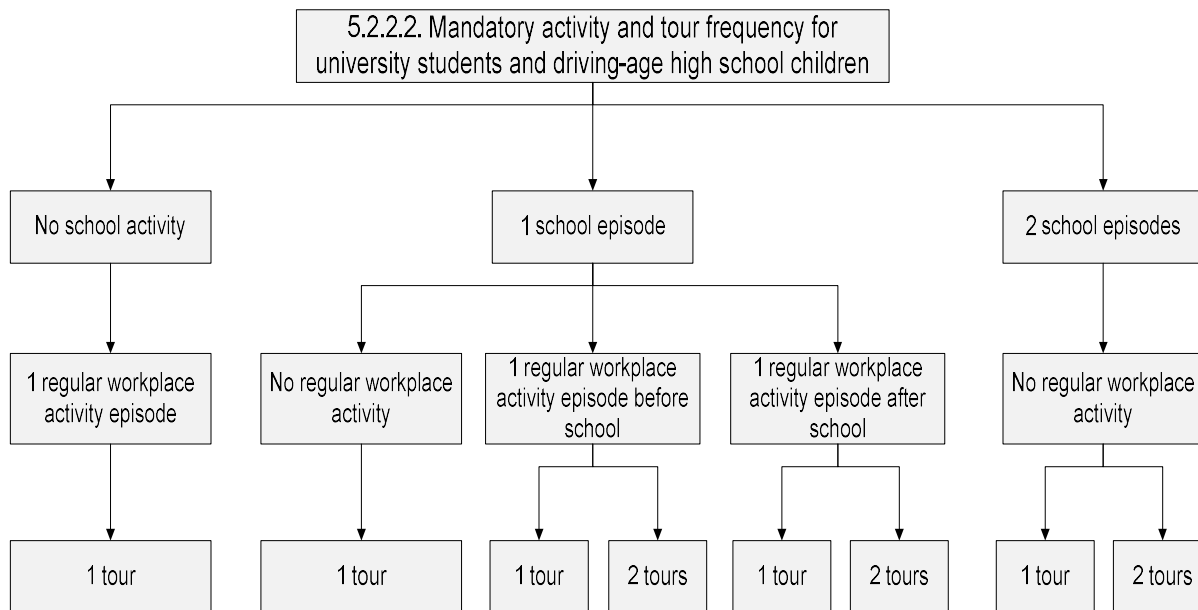 5.2.2.2. Mandatory activity and tour frequency for
university students and driving-age high school children
No school activity
1 school episode
2 school episodes
1 regular workplace
activity episode
No regular workplace
activity
1 regular workplace
activity episode before
school
1 regular workplace
activity episode after
school
No regular workplace
activity
1 tour
1 tour
1 tour
2 tours
1 tour
2 tours
1 tour
2 tours